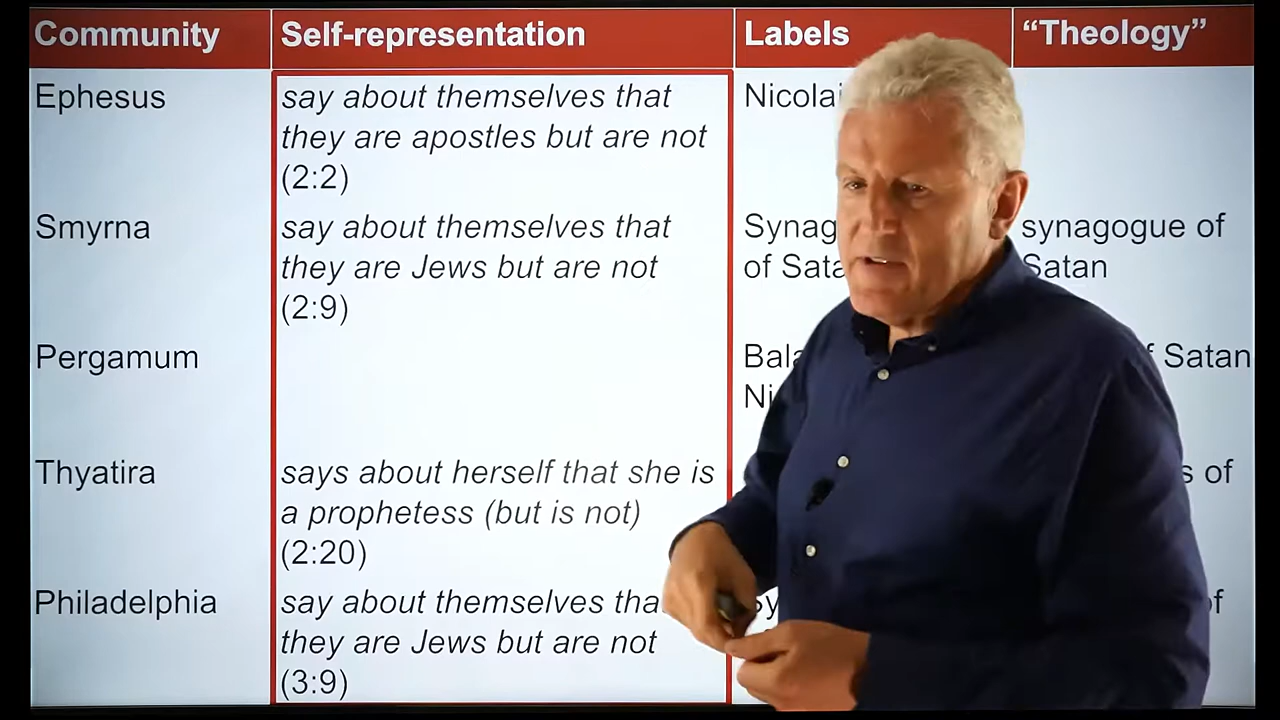 Community Self-representation Labels “Theology”
Ephesus
say about themselves that
they are apostles but are not
(2:2)
Smyrna
say about themselves that
they are Jews but are not
(2:9)
of
synagogue of
Satan
Pergamum
Satan
Thyatira
says about herself that she is
a prophetess (but is not)
(2:20)
of
Philadelphia
say about themselves
they are Jews but are not
(3:9)